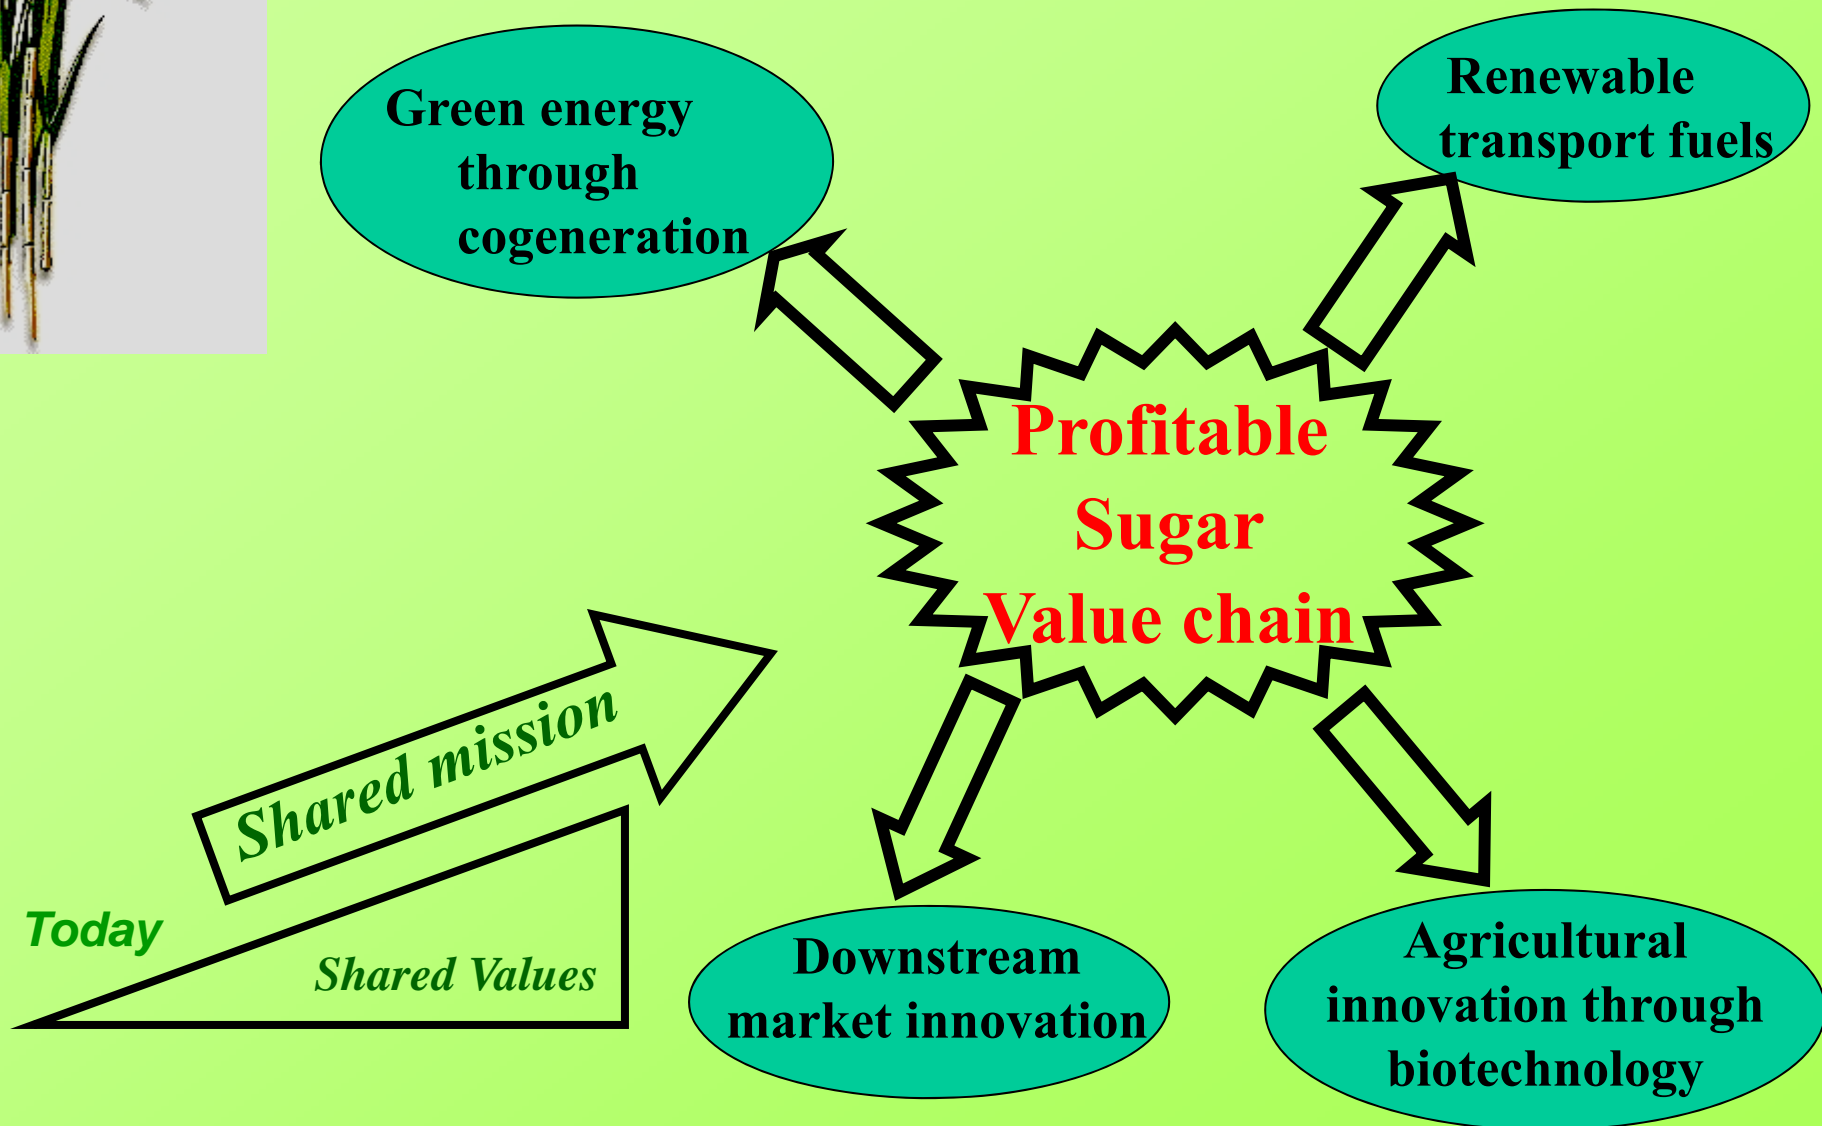 Green energy
through
cogeneration
Renewable
transport fuels
Profitable
Sugar
Value chain
Shared mission
Today
Shared Values
Downstream
market innovation
Agricultural
innovation through
biotechnology